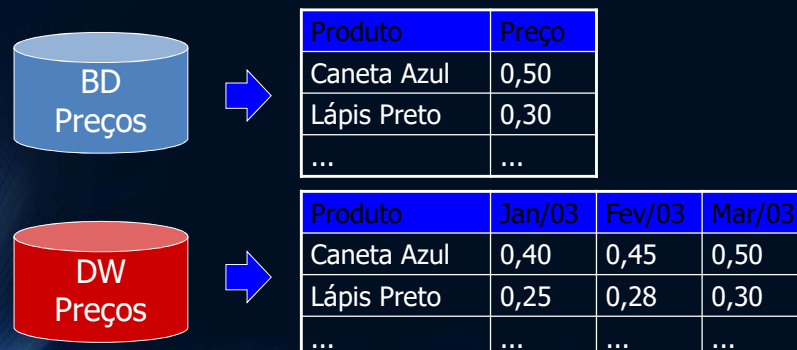 BD
Preços
Produto Preço
Caneta Azul 0,50
Lápis Preto 0,30
... ...
DW
Preços
Produto Jan/03 Fev/03 Mar/03
Caneta Azul 0,40 0,45 0,50
Lápis Preto 0,25 0,28 0,30
... ... ... ...